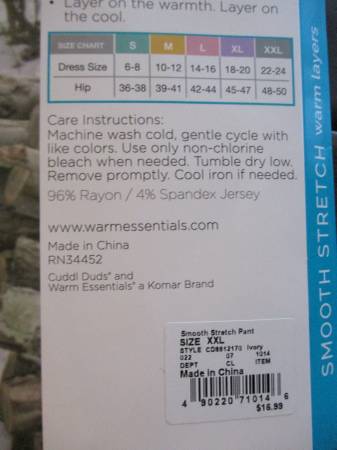 • Layer on the warmth. Layer on
the cool.
SIZE CHART S M L XL XXL
Dress Size 6-8 10-12 14-16 18-20 22-24
Hip 36-38 39-41 42-44 45-47 48-50
Care Instructions:
Machine wash cold, gentle cycle with
like colors. Use only non-chlorine
bleach when needed. Tumble dry low.
Remove promptly. Cool iron if needed.
96% Rayon / 4% Spandex Jersey
www.warmessentials.com
Made in China
RN34452
Cuddl Duds® and
Warm Essentials® a Komar Brand
SMOOTH STRETCH warm layers
Smooth Stretch Pant
SIZE XXL
STYLE CD8812170 Ivory
022 07 1014
DEPT CL ITEM
Made in China
4 90220 71014 6
$16.99